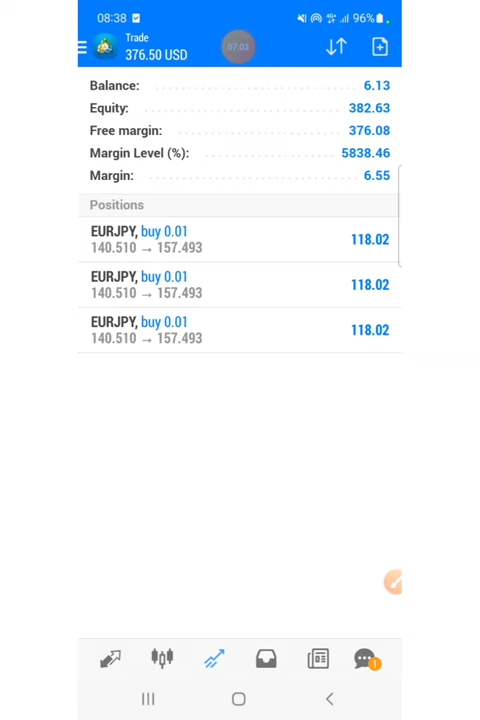 08:38 96%
Trade
376.50 USD
07:03
Balance: 6.13
Equity: 382.63
Free margin: 376.08
Margin Level (%): 5838.46
Margin: 6.55
Positions
EURJPY, buy 0.01
140.510 → 157.493 118.02
EURJPY, buy 0.01
140.510 → 157.493 118.02
EURJPY, buy 0.01
140.510 → 157.493 118.02
1